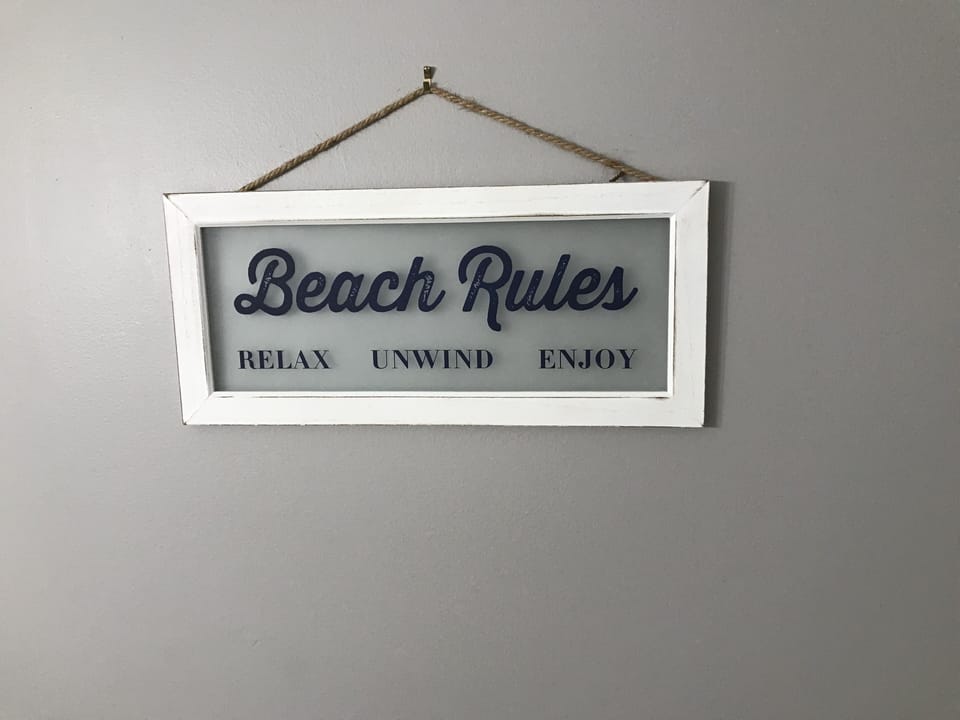 Beach Rules
RELAX UNWIND ENJOY